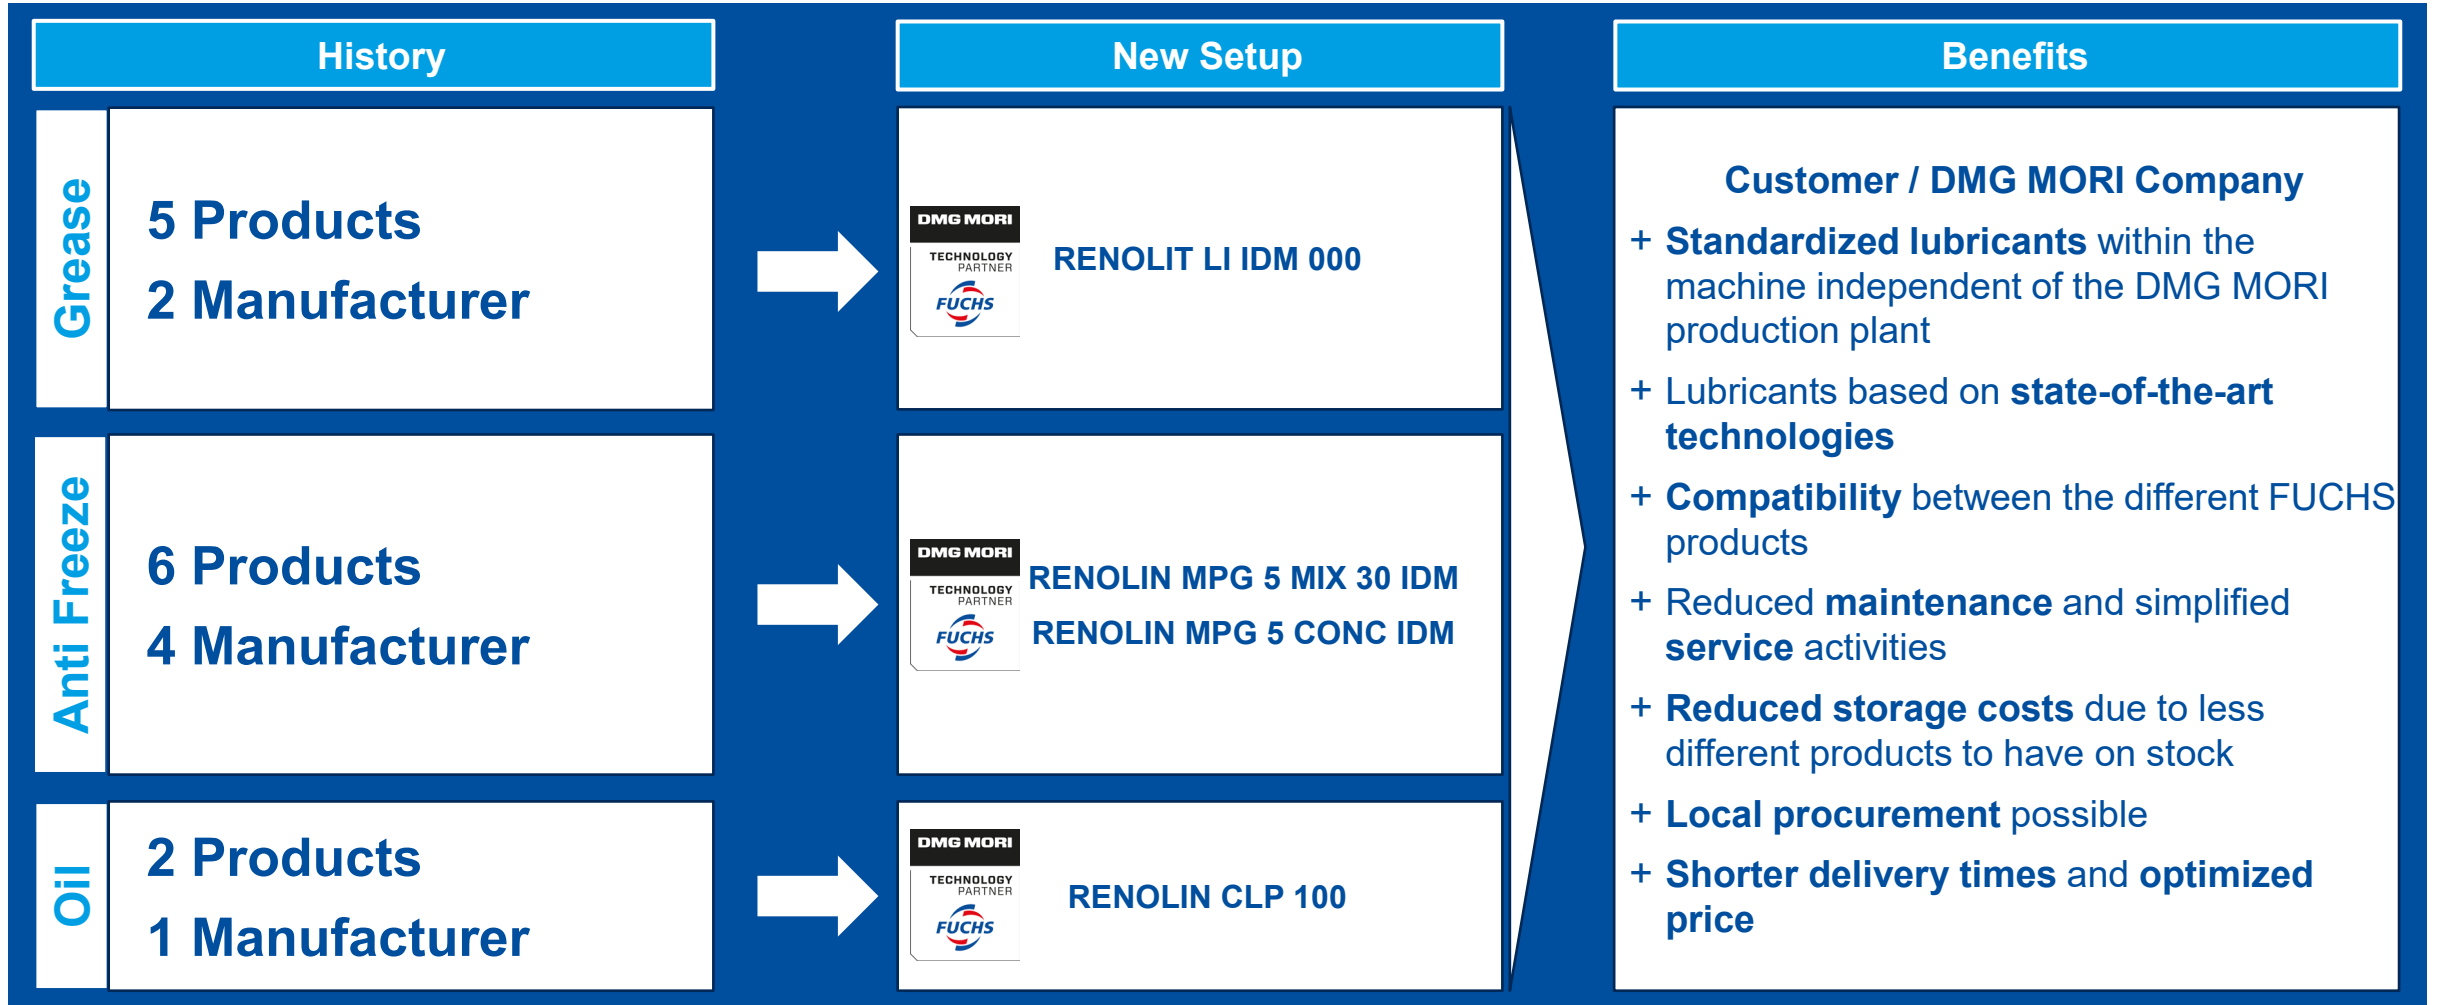 History
New Setup
Benefits
Grease
5 Products
2 Manufacturer
DMG MORI
TECHNOLOGY
PARTNER
FUCHS
RENOLIT LI IDM 000
Anti Freeze
6 Products
4 Manufacturer
DMG MORI
TECHNOLOGY
PARTNER
FUCHS
RENOLIN MPG 5 MIX 30 IDM
RENOLIN MPG 5 CONC IDM
Oil
2 Products
1 Manufacturer
DMG MORI
TECHNOLOGY
PARTNER
FUCHS
RENOLIN CLP 100
Customer / DMG MORI Company
+ Standardized lubricants within the
machine independent of the DMG MORI
production plant
+ Lubricants based on state-of-the-art
technologies
+ Compatibility between the different FUCHS
products
+ Reduced maintenance and simplified
service activities
+ Reduced storage costs due to less
different products to have on stock
+ Local procurement possible
+ Shorter delivery times and optimized
price